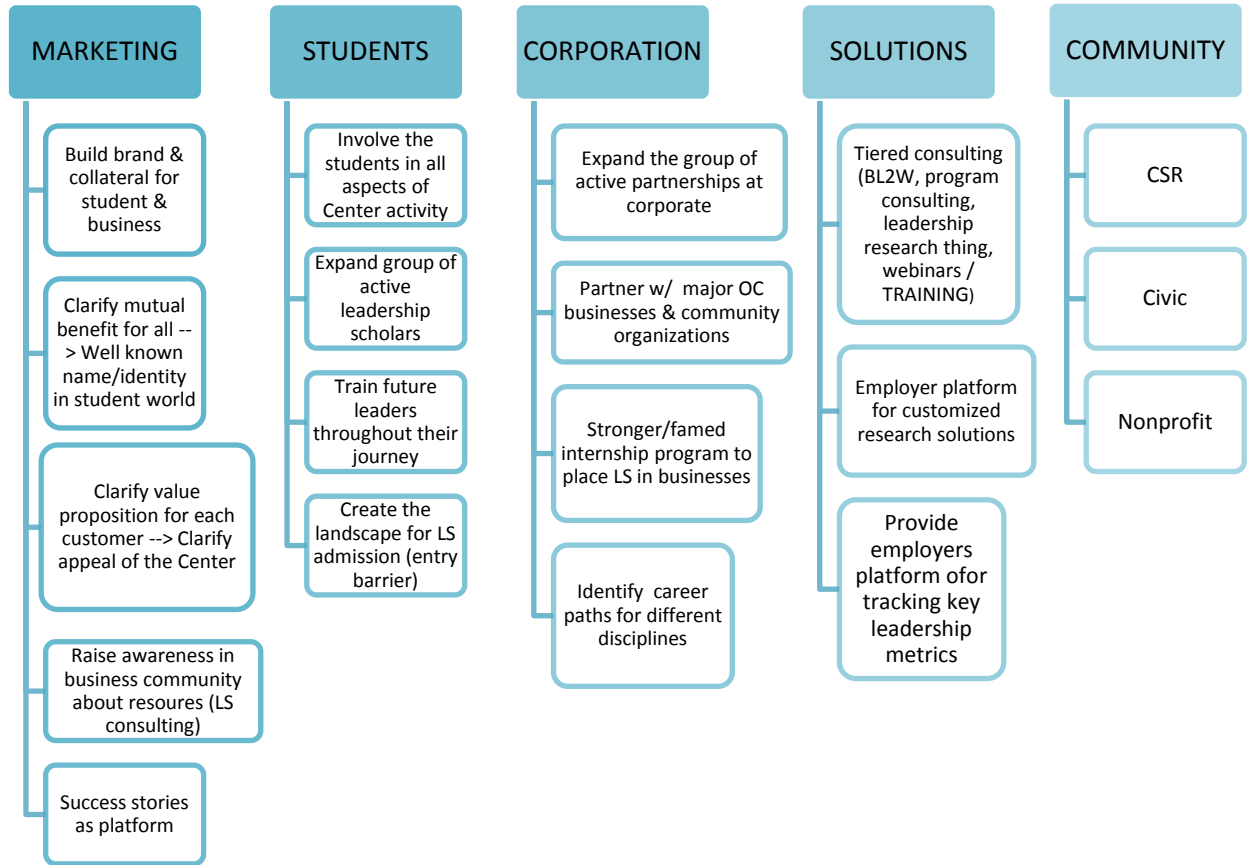 MARKETING
Build brand &
collateral for
student &
business
Clarify mutual
benefit for all --
> Well known
name/identity
in student world
Clarify value
proposition for each
customer --> Clarify
appeal of the Center
Raise awareness in
business community
about resoures (LS
consulting)
Success stories
as platform
STUDENTS
Involve the
students in all
aspects of
Center activity
Expand group of
active
leadership
scholars
Train future
leaders
throughout their
journey
Create the
landscape for LS
admission (entry
barrier)
CORPORATION
Expand the group of
active partnerships at
corporate
Partner w/ major OC
businesses & community
organizations
Stronger/famed
internship program to
place LS in businesses
Identify career
paths for different
disciplines
SOLUTIONS
Tiered consulting
(BL2W, program
consulting,
leadership
research thing,
webinars /
TRAINING)
Employer platform
for customized
research solutions
Provide
employers
platform ofor
tracking key
leadership
metrics
COMMUNITY
CSR
Civic
Nonprofit